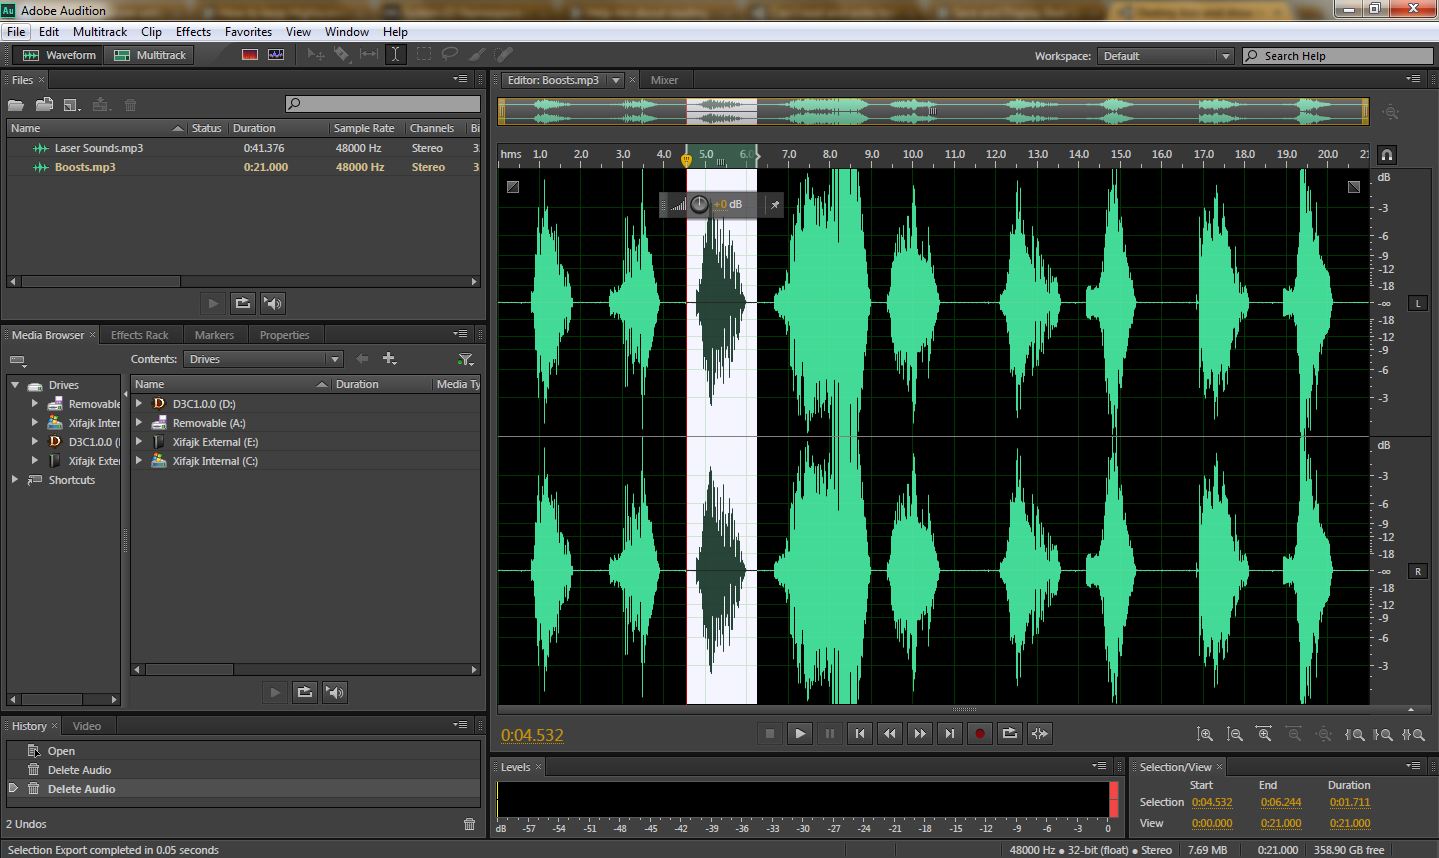 Au Adobe Audition
File Edit Multitrack Clip Effects Favorites View Window Help
Waveform Multitrack Workspace: Default Search Help
Files
Name Status Duration Sample Rate Channels Bi
Laser Sounds.mp3 0:41.376 48000 Hz Stereo 3
Boosts.mp3 0:21.000 48000 Hz Stereo 3
Media Browser Effects Rack Markers Properties
Contents: Drives
Drives
Removable
Xifajk Inter
D3C1.0.0 (
Xifajk Exte
Shortcuts
Name Duration Media Ty
D3C1.0.0 (D:)
Removable (A:)
Xifajk External (E:)
Xifajk Internal (C:)
History Video
Open
Delete Audio
Delete Audio
2 Undos
Editor: Boosts.mp3 Mixer
hms 1.0 2.0 3.0 4.0 5.0 6.0 7.0 8.0 9.0 10.0 11.0 12.0 13.0 14.0 15.0 16.0 17.0 18.0 19.0 20.0 21
+0 dB
dB
-3
-6
-9
-12
-18
-∞
L
-18
-12
-9
-6
-3
dB
-3
-6
-9
-12
-18
-∞
R
-18
-12
-9
-6
-3
0:04.532
Levels
dB -57 -54 -51 -48 -45 -42 -39 -36 -33 -30 -27 -24 -21 -18 -15 -12 -9 -6 -3 0
Selection/View
Start End Duration
Selection 0:04.532 0:06.244 0:01.711
View 0:00.000 0:21.000 0:21.000
Selection Export completed in 0.05 seconds
48000 Hz ● 32-bit (float) ● Stereo 7.69 MB 0:21.000 358.90 GB free